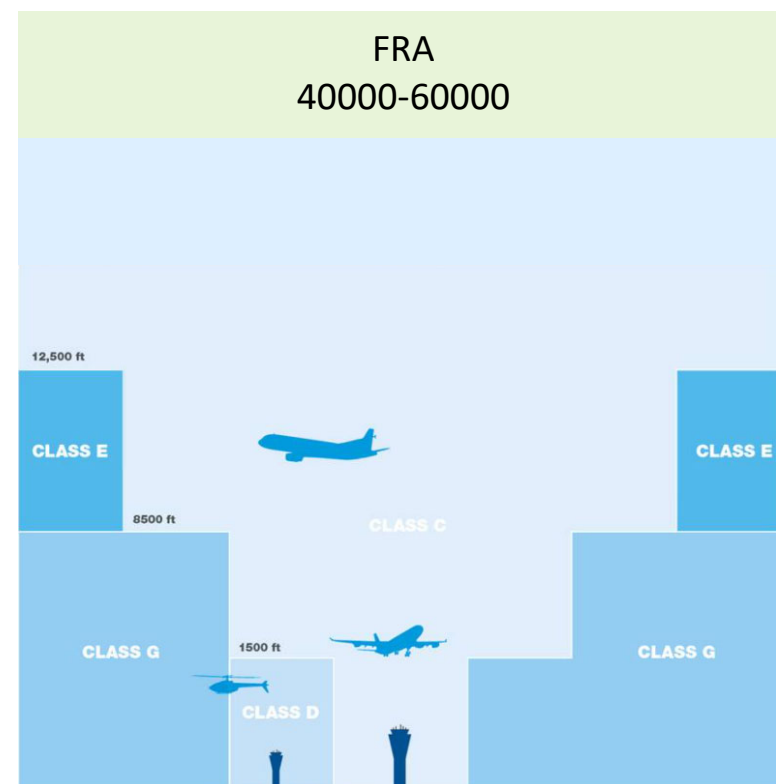 FRA
40000-60000
12,500 ft
CLASS E
CLASS E
8500 ft
CLASS C
CLASS G
1500 ft
CLASS G
CLASS D